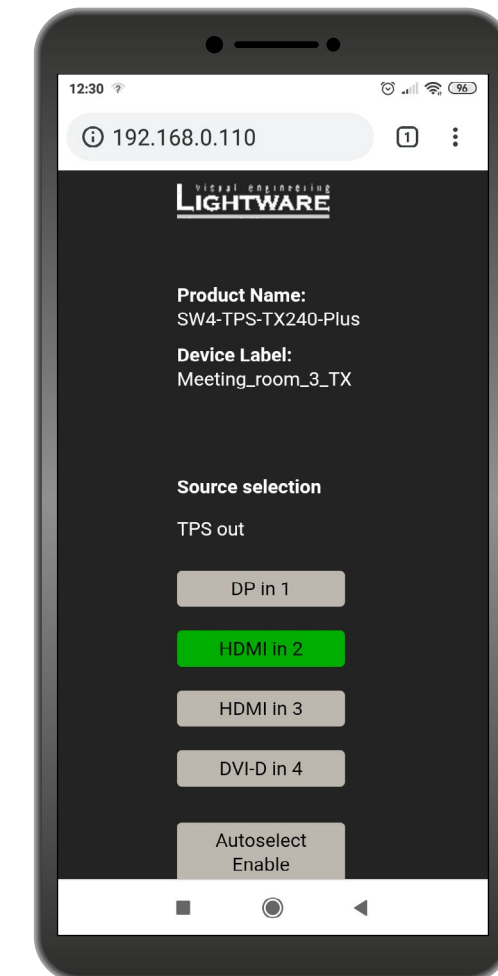 12:30
96
192.168.0.110
1
visual engineering
LIGHTWARE
Product Name:
SW4-TPS-TX240-Plus
Device Label:
Meeting_room_3_TX
Source selection
TPS out
DP in 1
HDMI in 2
HDMI in 3
DVI-D in 4
Autoselect
Enable